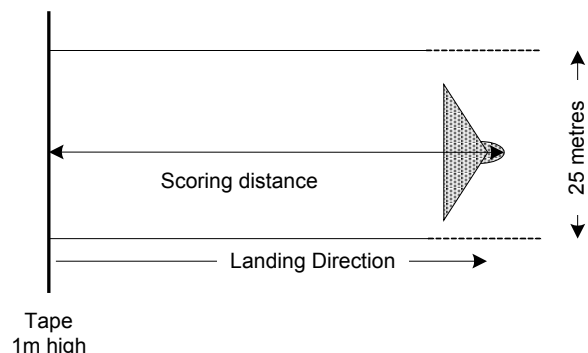 Scoring distance
25 metres
Landing Direction
Tape
1m high